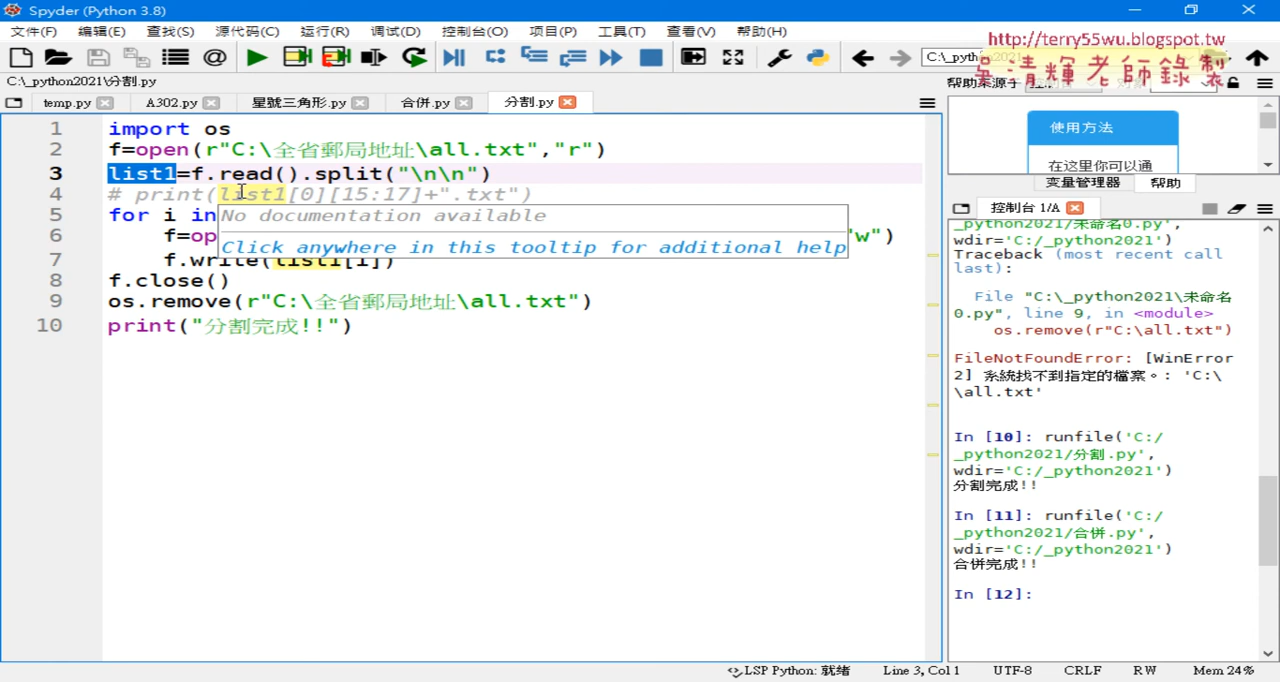 Spyder (Python 3.8)
文件(F) 编辑(E) 查找(S) 源代码(C) 运行(R) 调试(D) 控制台(O) 项目(P) 工具(T) 查看(V) 帮助(H)
http://terry55wu.blogspot.tw
吳清輝老師錄製
C:\_pyth
C:\_python2021\分割.py
帮助来源于
temp.py A302.py 星號三角形.py 合併.py 分割.py
1 import os
2 f=open(r"C:\全省郵局地址\all.txt","r")
3 list1=f.read().split("\n\n")
4 # print(list1[0][15:17]+".txt")
5 for i in
No documentation available
6 f=op "w")
Click anywhere in this tooltip for additional help
7 f.write(list1[i])
8 f.close()
9 os.remove(r"C:\全省郵局地址\all.txt")
10 print("分割完成!!")
使用方法
在这里你可以通
变量管理器 帮助
控制台 1/A
_python2021/未命名0.py',
wdir='C:/_python2021')
Traceback (most recent call
last):
File "C:\_python2021\未命名
0.py", line 9, in <module>
os.remove(r"C:\all.txt")
FileNotFoundError: [WinError
2] 系統找不到指定的檔案。: 'C:\
\all.txt'
In [10]: runfile('C:/
_python2021/分割.py',
wdir='C:/_python2021')
分割完成!!
In [11]: runfile('C:/
_python2021/合併.py',
wdir='C:/_python2021')
合併完成!!
In [12]:
LSP Python: 就绪 Line 3, Col 1 UTF-8 CRLF RW Mem 24%